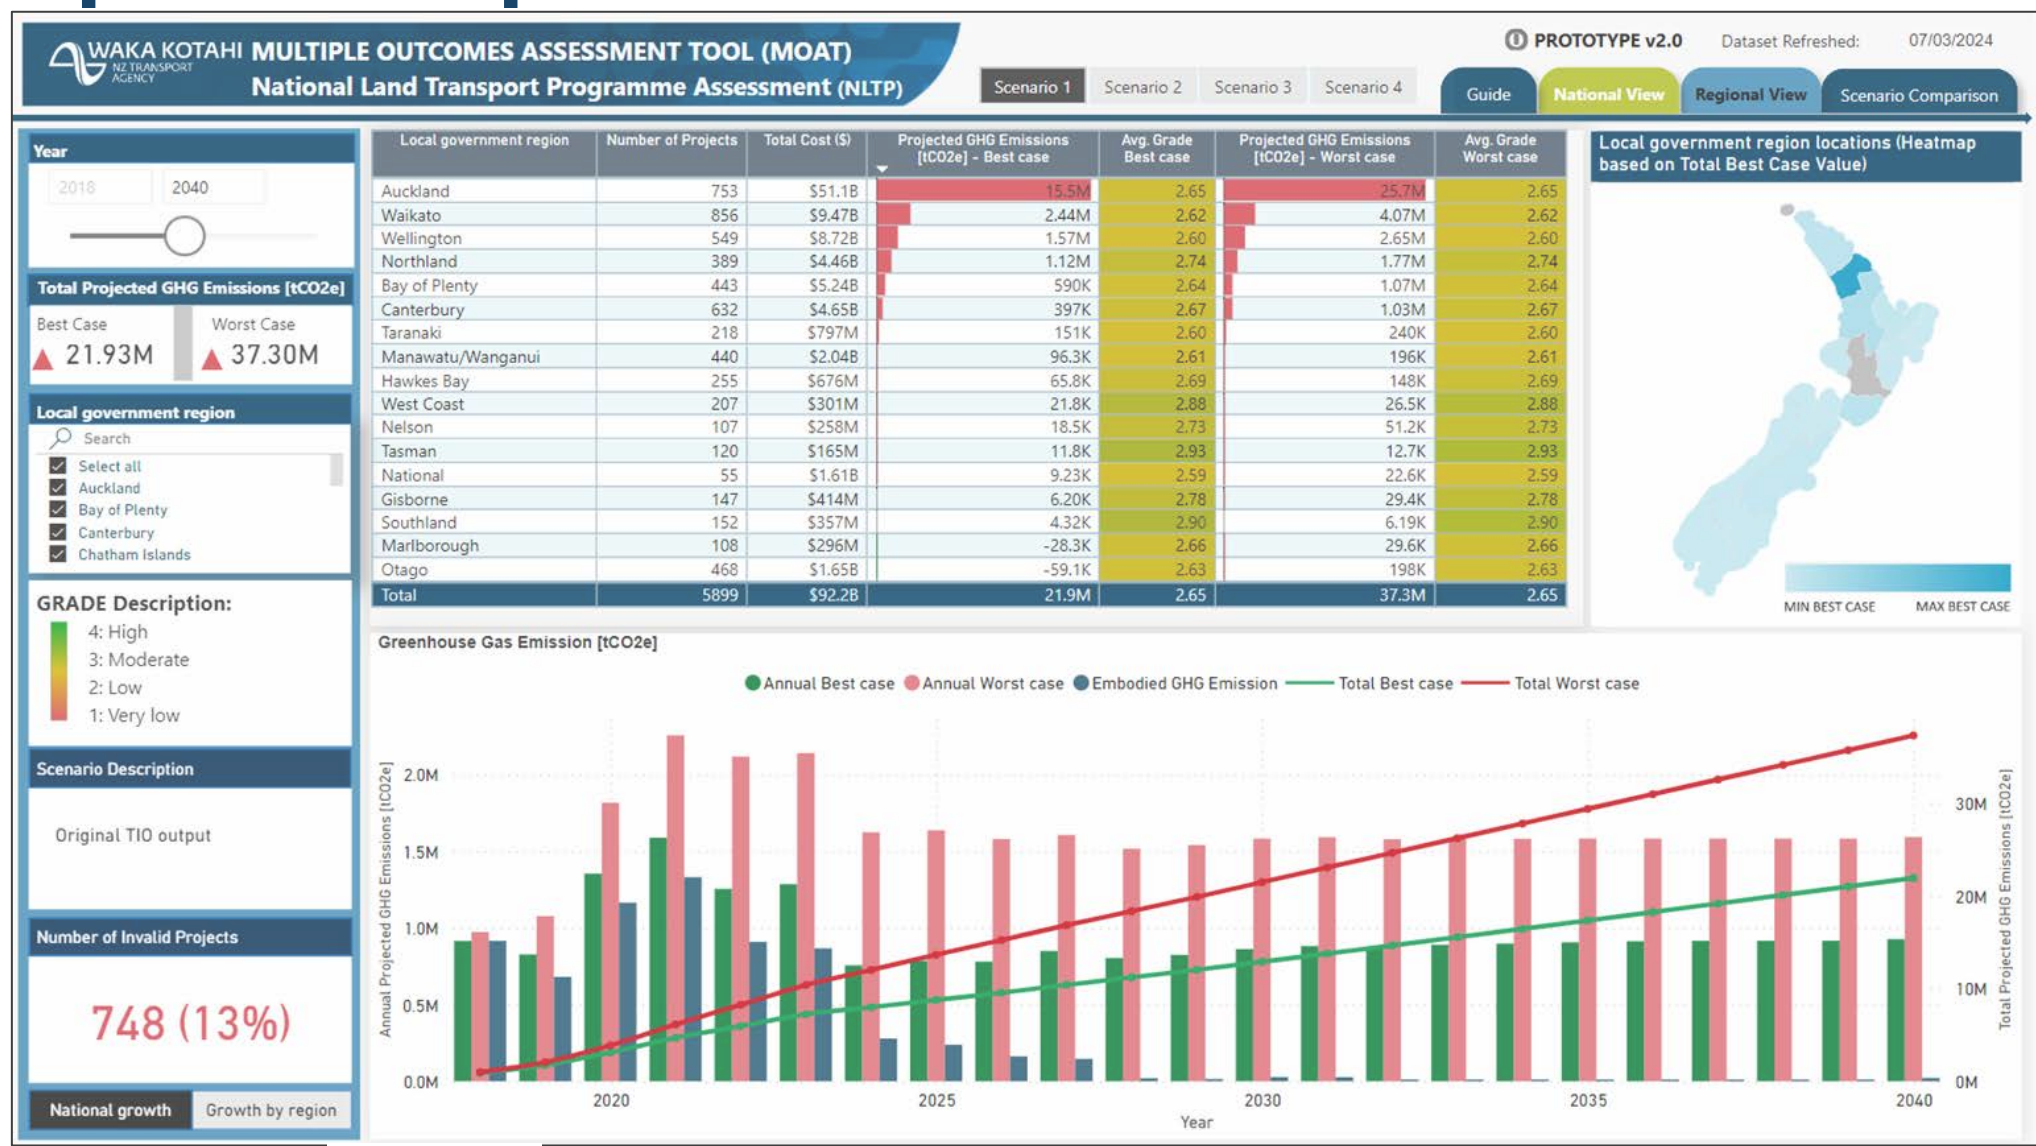 WAKA KOTAHI
NZ TRANSPORT
AGENCY
MULTIPLE OUTCOMES ASSESSMENT TOOL (MOAT)
National Land Transport Programme Assessment (NLTP)
PROTOTYPE v2.0 Dataset Refreshed: 07/03/2024
Scenario 1 Scenario 2 Scenario 3 Scenario 4
Guide National View Regional View Scenario Comparison
Year
2018 2040
Total Projected GHG Emissions [tCO2e]
Best Case Worst Case
21.93M 37.30M
Local government region
Search
Select all
Auckland
Bay of Plenty
Canterbury
Chatham Islands
GRADE Description:
4: High
3: Moderate
2: Low
1: Very low
Scenario Description
Original TIO output
Number of Invalid Projects
748 (13%)
National growth Growth by region
Local government region Number of Projects Total Cost ($) Projected GHG Emissions [tCO2e] - Best case Avg. Grade Best case Projected GHG Emissions [tCO2e] - Worst case Avg. Grade Worst case
Auckland 753 $51.1B 15.5M 2.65 25.7M 2.65
Waikato 856 $9.47B 2.44M 2.62 4.07M 2.62
Wellington 549 $8.72B 1.57M 2.60 2.65M 2.60
Northland 389 $4.46B 1.12M 2.74 1.77M 2.74
Bay of Plenty 443 $5.24B 590K 2.64 1.07M 2.64
Canterbury 632 $4.65B 397K 2.67 1.03M 2.67
Taranaki 218 $797M 151K 2.60 240K 2.60
Manawatu/Wanganui 440 $2.04B 96.3K 2.61 196K 2.61
Hawkes Bay 255 $676M 65.8K 2.69 148K 2.69
West Coast 207 $301M 21.8K 2.88 26.5K 2.88
Nelson 107 $258M 18.5K 2.73 51.2K 2.73
Tasman 120 $165M 11.8K 2.93 12.7K 2.93
National 55 $1.61B 9.23K 2.59 22.6K 2.59
Gisborne 147 $414M 6.20K 2.78 29.4K 2.78
Southland 152 $357M 4.32K 2.90 6.19K 2.90
Marlborough 108 $296M -28.3K 2.66 29.6K 2.66
Otago 468 $1.65B -59.1K 2.63 198K 2.63
Total 5899 $92.2B 21.9M 2.65 37.3M 2.65
Local government region locations (Heatmap
based on Total Best Case Value)
MIN BEST CASE MAX BEST CASE
Greenhouse Gas Emission [tCO2e]
Annual Best case Annual Worst case Embodied GHG Emission Total Best case Total Worst case
Annual Projected GHG Emissions [tCO2e]
2.0M
1.5M
1.0M
0.5M
0.0M
30M
20M
10M
0M
Total Projected GHG Emissions [tCO2e]
2020 2025 2030 2035 2040
Year